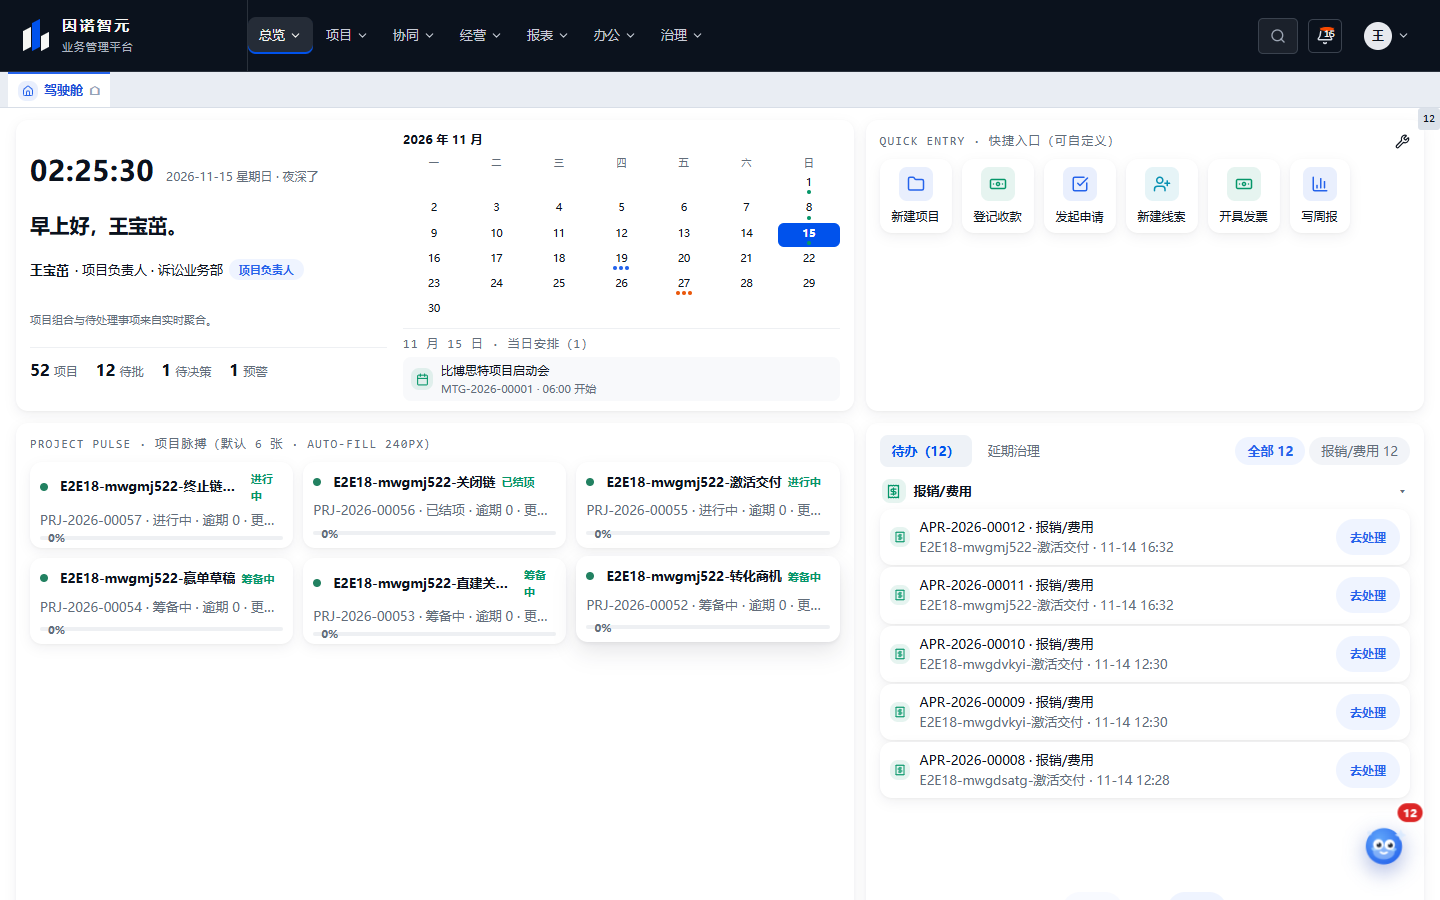 因诺智元
业务管理平台
总览
项目
协同
经营
报表
办公
治理
16
王
驾驶舱
12
02:25:30
2026-11-15 星期日 · 夜深了
早上好，王宝茁。
王宝茁 · 项目负责人 · 诉讼业务部 项目负责人
项目组合与待处理事项来自实时聚合。
52 项目 12 待批 1 待决策 1 预警
2026 年 11 月
一 二 三 四 五 六 日
1
2 3 4 5 6 7 8
9 10 11 12 13 14 15
16 17 18 19 20 21 22
23 24 25 26 27 28 29
30
11 月 15 日 · 当日安排 (1)
比博思特项目启动会
MTG-2026-00001 · 06:00 开始
QUICK ENTRY · 快捷入口 (可自定义)
新建项目
登记收款
发起申请
新建线索
开具发票
写周报
PROJECT PULSE · 项目脉搏 (默认 6 张 · AUTO-FILL 240PX)
E2E18-mwgmj522-终止链... 进行中
PRJ-2026-00057 · 进行中 · 逾期 0 · 更...
0%
E2E18-mwgmj522-关闭链 已结项
PRJ-2026-00056 · 已结项 · 逾期 0 · 更...
0%
E2E18-mwgmj522-激活交付 进行中
PRJ-2026-00055 · 进行中 · 逾期 0 · 更...
0%
E2E18-mwgmj522-赢单草稿 筹备中
PRJ-2026-00054 · 筹备中 · 逾期 0 · 更...
0%
E2E18-mwgmj522-直建关... 筹备中
PRJ-2026-00053 · 筹备中 · 逾期 0 · 更...
0%
E2E18-mwgmj522-转化商机 筹备中
PRJ-2026-00052 · 筹备中 · 逾期 0 · 更...
0%
待办 (12)
延期治理
全部 12
报销/费用 12
报销/费用
APR-2026-00012 · 报销/费用
E2E18-mwgmj522-激活交付 · 11-14 16:32
去处理
APR-2026-00011 · 报销/费用
E2E18-mwgmj522-激活交付 · 11-14 16:32
去处理
APR-2026-00010 · 报销/费用
E2E18-mwgdvkyi-激活交付 · 11-14 12:30
去处理
APR-2026-00009 · 报销/费用
E2E18-mwgdvkyi-激活交付 · 11-14 12:30
去处理
APR-2026-00008 · 报销/费用
E2E18-mwgdsatg-激活交付 · 11-14 12:28
去处理
12